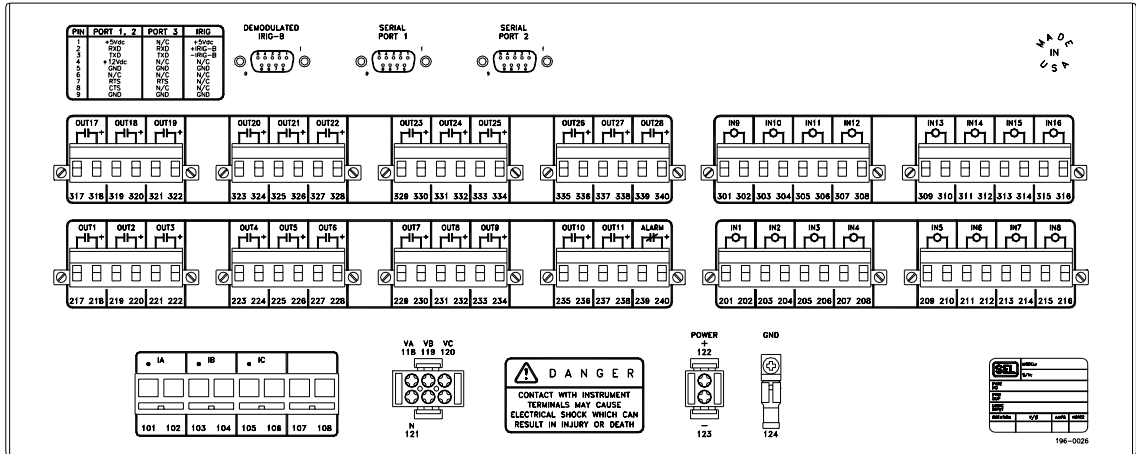 PIN PORT 1, 2 PORT 3 IRIG
1 +5Vdc N/C +5Vdc
2 RXD RXD +IRIG-B
3 TXD TXD -IRIG-B
4 +12Vdc N/C N/C
5 GND GND GND
6 N/C N/C N/C
7 RTS RTS N/C
8 CTS N/C N/C
9 GND GND GND
DEMODULATED
IRIG-B
SERIAL
PORT 1
SERIAL
PORT 2
MADE
IN
USA
OUT17 OUT18 OUT19 OUT20 OUT21 OUT22 OUT23 OUT24 OUT25 OUT26 OUT27 OUT28 IN9 IN10 IN11 IN12 IN13 IN14 IN15 IN16
317 318 319 320 321 322 323 324 325 326 327 328 329 330 331 332 333 334 335 336 337 338 339 340 301 302 303 304 305 306 307 308 309 310 311 312 313 314 315 316
OUT1 OUT2 OUT3 OUT4 OUT5 OUT6 OUT7 OUT8 OUT9 OUT10 OUT11 ALARM IN1 IN2 IN3 IN4 IN5 IN6 IN7 IN8
217 218 219 220 221 222 223 224 225 226 227 228 229 230 231 232 233 234 235 236 237 238 239 240 201 202 203 204 205 206 207 208 209 210 211 212 213 214 215 216
IA IB IC
101 102 103 104 105 106 107 108
VA VB VC
118 119 120
N
121
DANGER
CONTACT WITH INSTRUMENT
TERMINALS MAY CAUSE
ELECTRICAL SHOCK WHICH CAN
RESULT IN INJURY OR DEATH
POWER
+
122
−
123
GND
124
SEL
196-0026